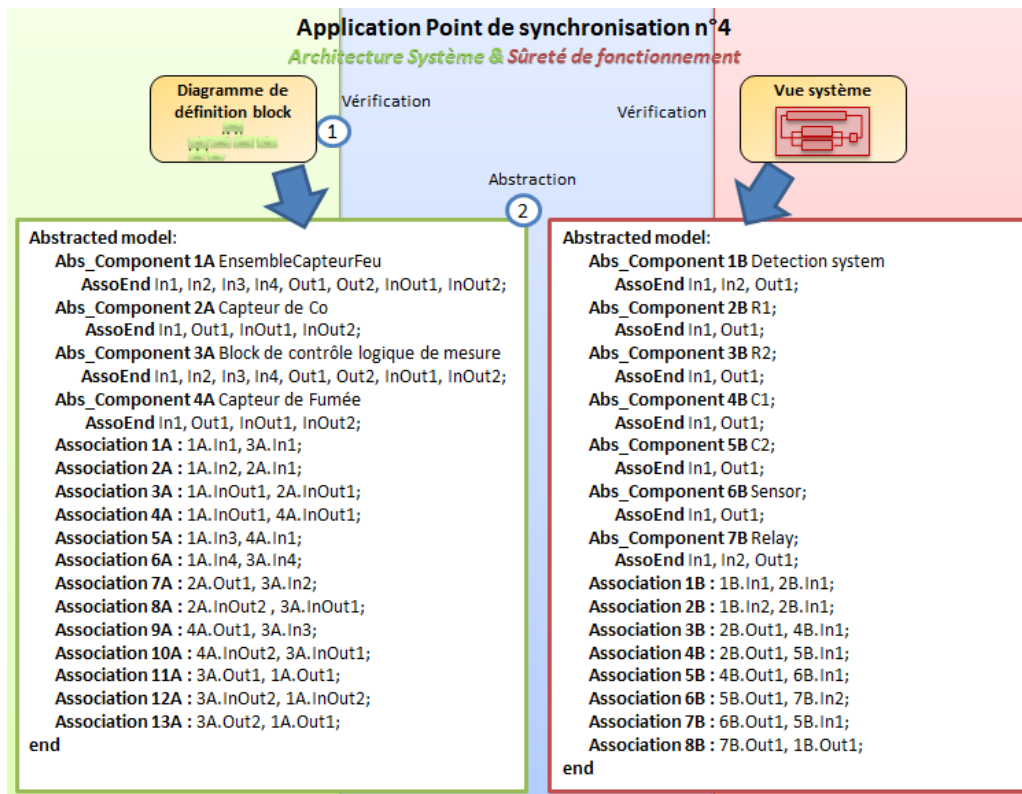 Application Point de synchronisation n°4
Architecture Système & Sûreté de fonctionnement
Diagramme de
définition block
Vérification
1
Vérification
Vue système
Abstraction
2
Abstracted model:
Abs_Component 1A EnsembleCapteurFeu
AssoEnd In1, In2, In3, In4, Out1, Out2, InOut1, InOut2;
Abs_Component 2A Capteur de Co
AssoEnd In1, Out1, InOut1, InOut2;
Abs_Component 3A Block de contrôle logique de mesure
AssoEnd In1, In2, In3, In4, Out1, Out2, InOut1, InOut2;
Abs_Component 4A Capteur de Fumée
AssoEnd In1, Out1, InOut1, InOut2;
Association 1A : 1A.In1, 3A.In1;
Association 2A : 1A.In2, 2A.In1;
Association 3A : 1A.InOut1, 2A.InOut1;
Association 4A : 1A.InOut1, 4A.InOut1;
Association 5A : 1A.In3, 4A.In1;
Association 6A : 1A.In4, 3A.In4;
Association 7A : 2A.Out1, 3A.In2;
Association 8A : 2A.InOut2 , 3A.InOut1;
Association 9A : 4A.Out1, 3A.In3;
Association 10A : 4A.InOut2, 3A.InOut1;
Association 11A : 3A.Out1, 1A.Out1;
Association 12A : 3A.InOut2, 1A.InOut2;
Association 13A : 3A.Out2, 1A.Out1;
end
Abstracted model:
Abs_Component 1B Detection system
AssoEnd In1, In2, Out1;
Abs_Component 2B R1;
AssoEnd In1, Out1;
Abs_Component 3B R2;
AssoEnd In1, Out1;
Abs_Component 4B C1;
AssoEnd In1, Out1;
Abs_Component 5B C2;
AssoEnd In1, Out1;
Abs_Component 6B Sensor;
AssoEnd In1, Out1;
Abs_Component 7B Relay;
AssoEnd In1, In2, Out1;
Association 1B : 1B.In1, 2B.In1;
Association 2B : 1B.In2, 2B.In1;
Association 3B : 2B.Out1, 4B.In1;
Association 4B : 2B.Out1, 5B.In1;
Association 5B : 4B.Out1, 6B.In1;
Association 6B : 5B.Out1, 7B.In2;
Association 7B : 6B.Out1, 5B.In1;
Association 8B : 7B.Out1, 1B.Out1;
end